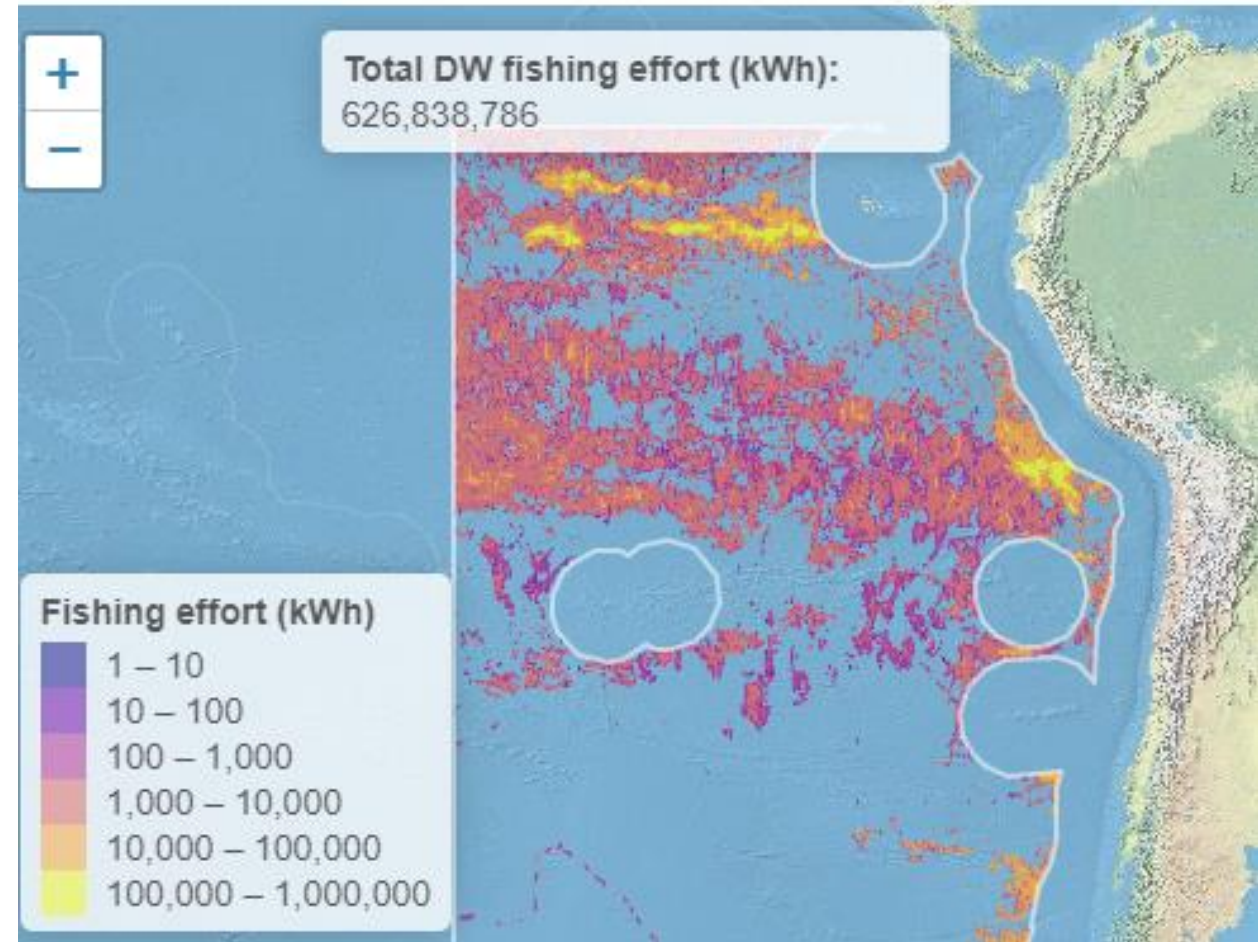 +
−
Total DW fishing effort (kWh):
626,838,786
Fishing effort (kWh)
1 – 10
10 – 100
100 – 1,000
1,000 – 10,000
10,000 – 100,000
100,000 – 1,000,000